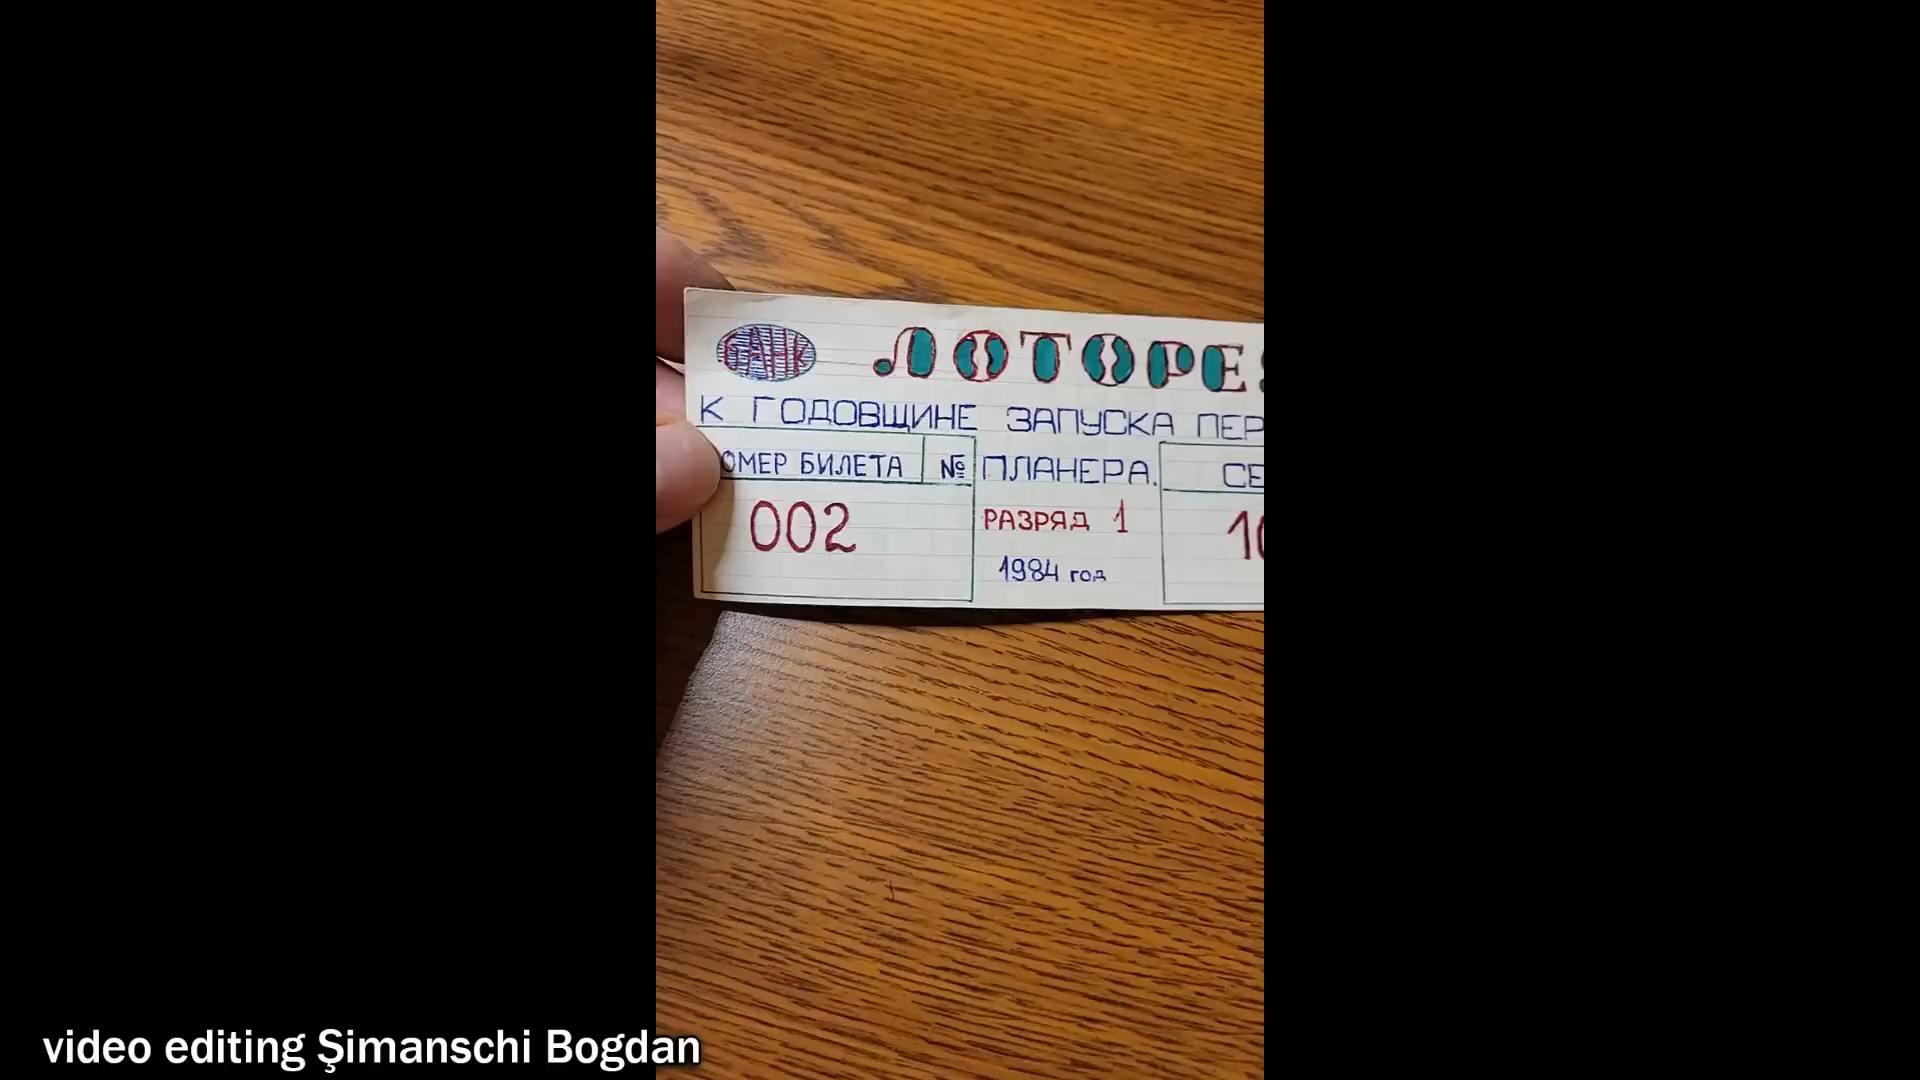 БАНК ЛОТОРЕ
К ГОДОВЩИНЕ ЗАПУСКА ПЕР
ОМЕР БИЛЕТА № ПЛАНЕРА. СЕ
002 РАЗРЯД 1 10
1984 год
video editing Şimanschi Bogdan